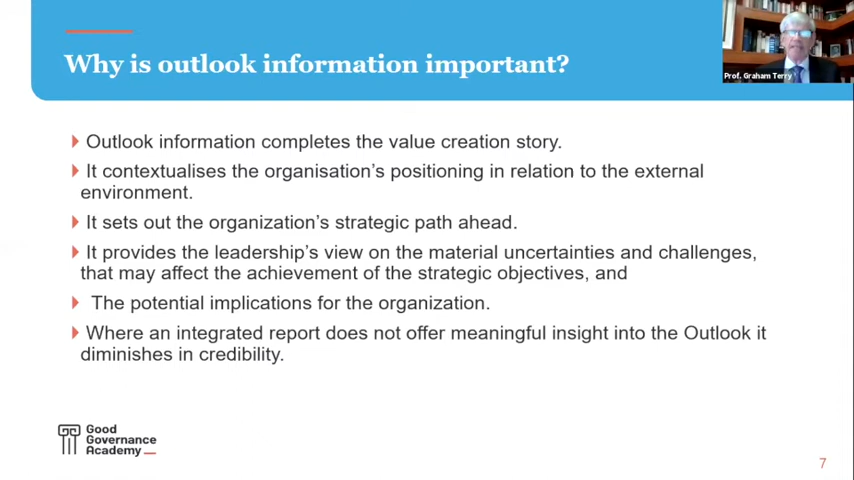 Why is outlook information important?
Prof. Graham Terry
Outlook information completes the value creation story.
It contextualises the organisation's positioning in relation to the external
environment.
It sets out the organization's strategic path ahead.
It provides the leadership's view on the material uncertainties and challenges,
that may affect the achievement of the strategic objectives, and
The potential implications for the organization.
Where an integrated report does not offer meaningful insight into the Outlook it
diminishes in credibility.
Good
Governance
Academy
7